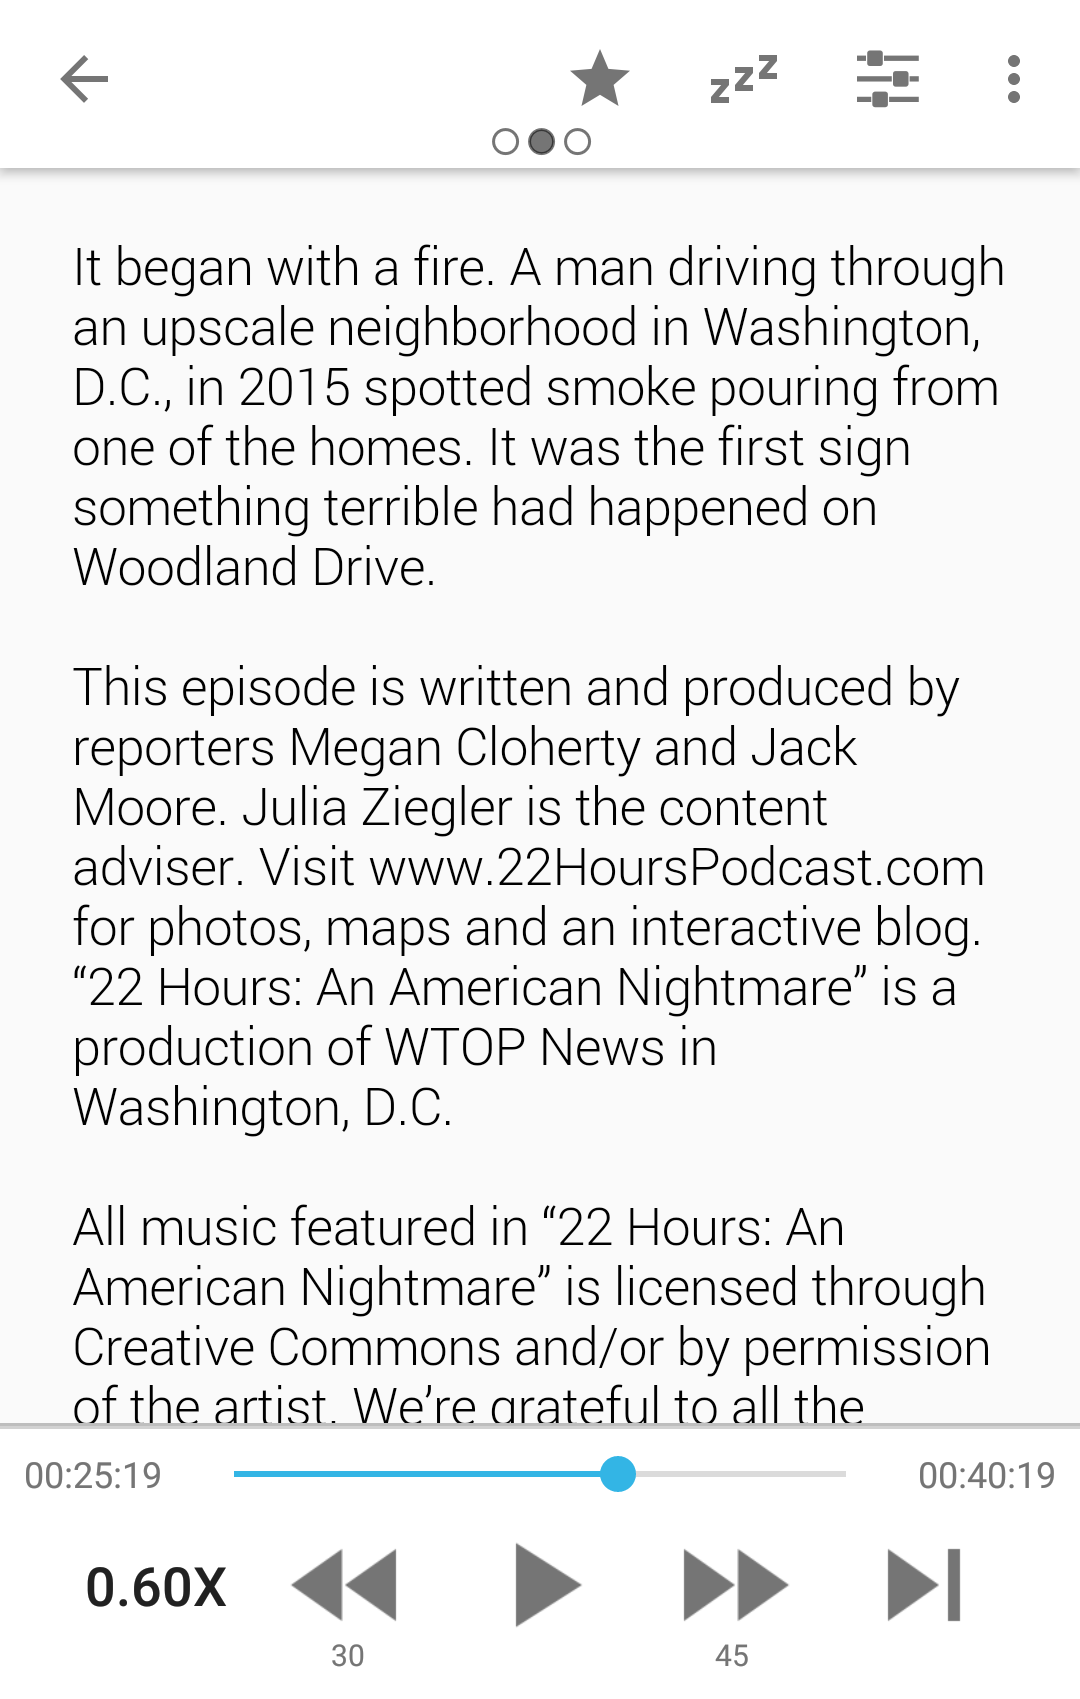 zzz
It began with a fire. A man driving through
an upscale neighborhood in Washington,
D.C., in 2015 spotted smoke pouring from
one of the homes. It was the first sign
something terrible had happened on
Woodland Drive.
This episode is written and produced by
reporters Megan Cloherty and Jack
Moore. Julia Ziegler is the content
adviser. Visit www.22HoursPodcast.com
for photos, maps and an interactive blog.
“22 Hours: An American Nightmare” is a
production of WTOP News in
Washington, D.C.
All music featured in “22 Hours: An
American Nightmare” is licensed through
Creative Commons and/or by permission
of the artist. We’re grateful to all the
00:25:19 00:40:19
0.60X
30 45